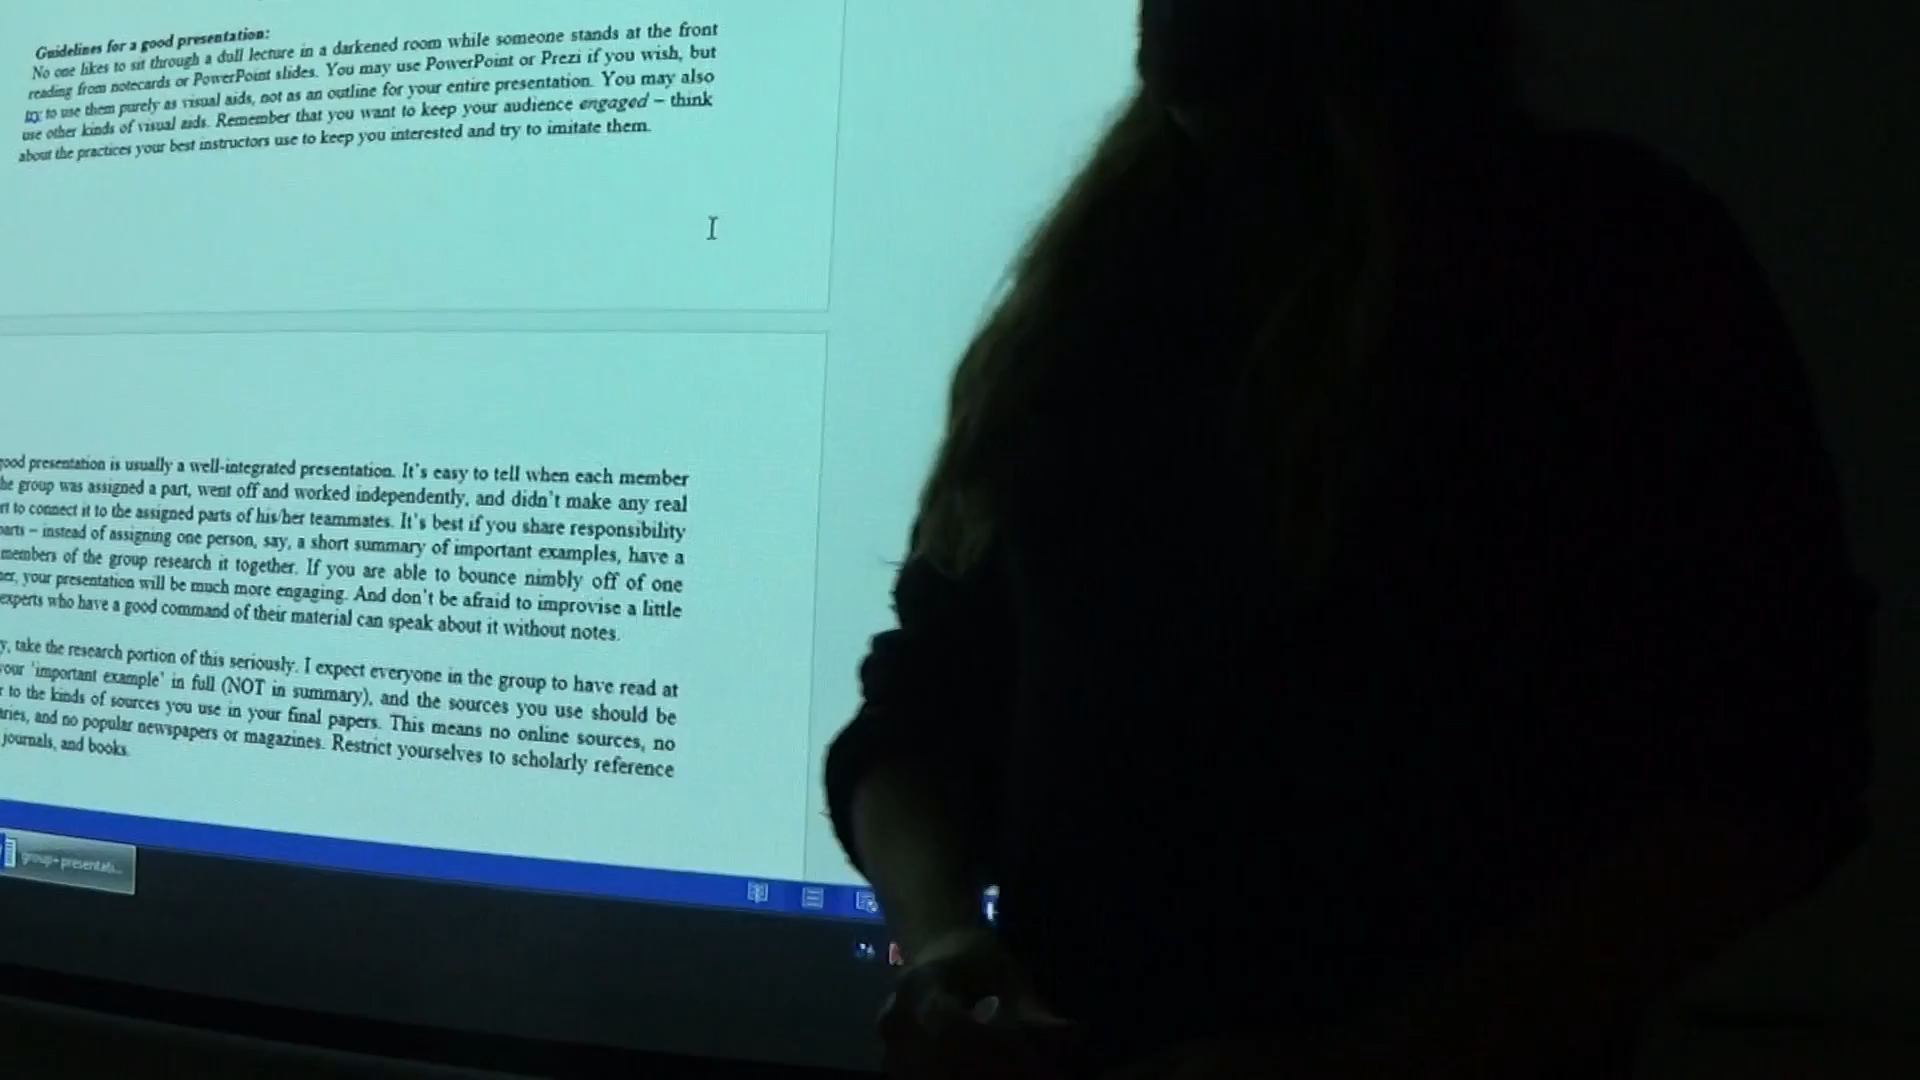 Guidelines for a good presentation:
No one likes to sit through a dull lecture in a darkened room while someone stands at the front
reading from notecards or PowerPoint slides. You may use PowerPoint or Prezi if you wish, but
try to use them purely as visual aids, not as an outline for your entire presentation. You may also
use other kinds of visual aids. Remember that you want to keep your audience engaged – think
about the practices your best instructors use to keep you interested and try to imitate them.
ood presentation is usually a well-integrated presentation. It's easy to tell when each member
he group was assigned a part, went off and worked independently, and didn't make any real
rt to connect it to the assigned parts of his/her teammates. It's best if you share responsibility
parts – instead of assigning one person, say, a short summary of important examples, have a
members of the group research it together. If you are able to bounce nimbly off of one
er, your presentation will be much more engaging. And don't be afraid to improvise a little
experts who have a good command of their material can speak about it without notes.
y, take the research portion of this seriously. I expect everyone in the group to have read at
your 'important example' in full (NOT in summary), and the sources you use should be
r to the kinds of sources you use in your final papers. This means no online sources, no
aries, and no popular newspapers or magazines. Restrict yourselves to scholarly reference
journals, and books.
group+presentati...